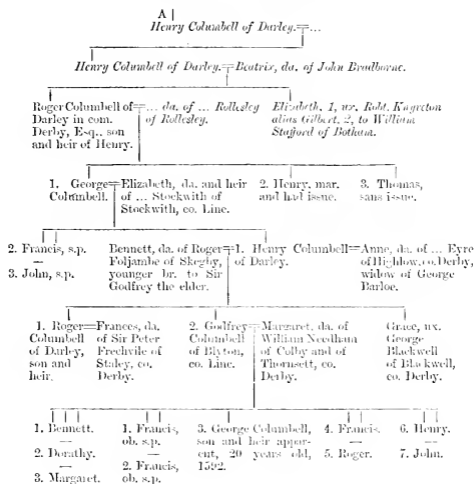 A
Henry Columbell of Darley.=...
Henry Columbell of Darley.=Beatrix, da. of John Bradborne.
Roger Columbell of=... da. of ... Rollesley
Darley in com. of Rollesley.
Derby, Esq., son
and heir of Henry.
Elizabeth, 1, ux. Robt. Knyveton
alias Gilbert, 2, to William
Stafford of Botham.
1. George=Elizabeth, da. and heir
Columbell. of ... Stockwith of
Stockwith, co. Linc.
2. Henry, mar.
and had issue.
3. Thomas,
sans issue.
2. Francis, s.p.
—
3. John, s.p.
Bennett, da. of Roger=1. Henry Columbell=Anne, da. of ... Eyre
Foljambe of Skegby, of Darley. of Highlow, co. Derby,
younger br. to Sir widow of George
Godfrey the elder. Barloe.
1. Roger=Frances, da.
Columbell of Sir Peter
of Darley, Frechvile of
son and Staley, co.
heir. Derby.
2. Godfrey=Margaret, da. of
Columbell William Needham
of Blyton, of Colby and of
co. Linc. Thornsett, co.
Derby.
Grace, ux.
George
Blackwell
of Blackwell,
co. Derby.
1. Bennett.
—
2. Dorathy.
—
3. Margaret.
1. Francis,
ob. s.p.
—
2. Francis,
ob. s.p.
3. George Columbell,
son and heir appar-
ent, 20 years old,
1592.
4. Francis.
—
5. Roger.
6. Henry.
—
7. John.